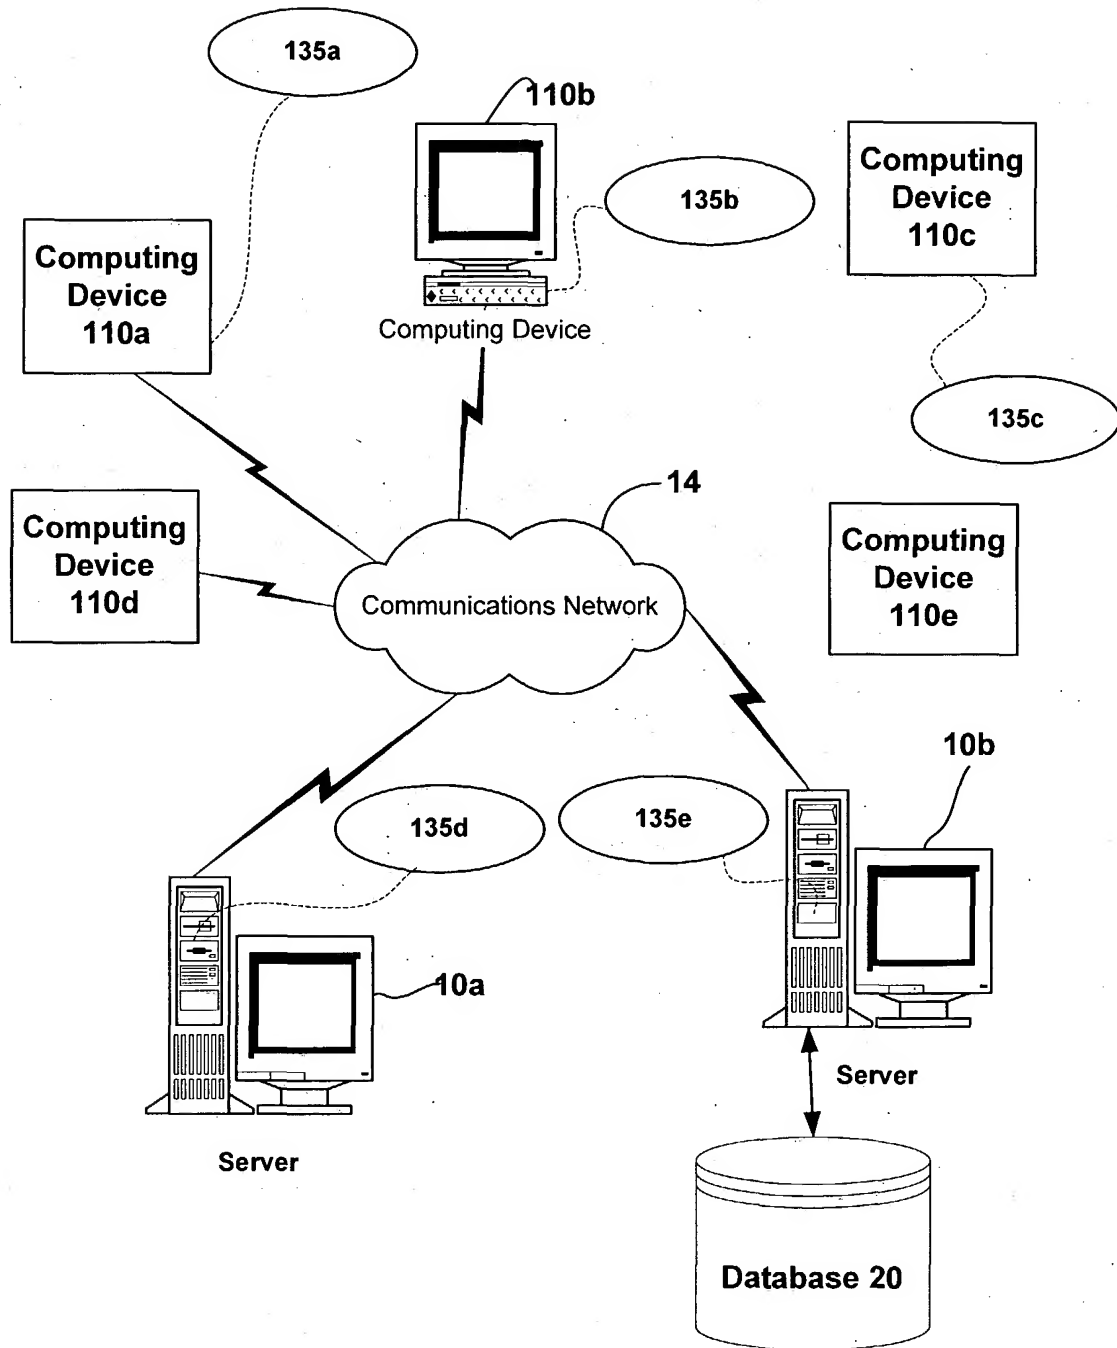 135a
110b
Computing
Device
110c
135b
Computing
Device
110a
Computing Device
135c
14
Computing
Device
110d
Computing
Device
110e
Communications Network
10b
135d
135e
10a
Server
Server
Database 20